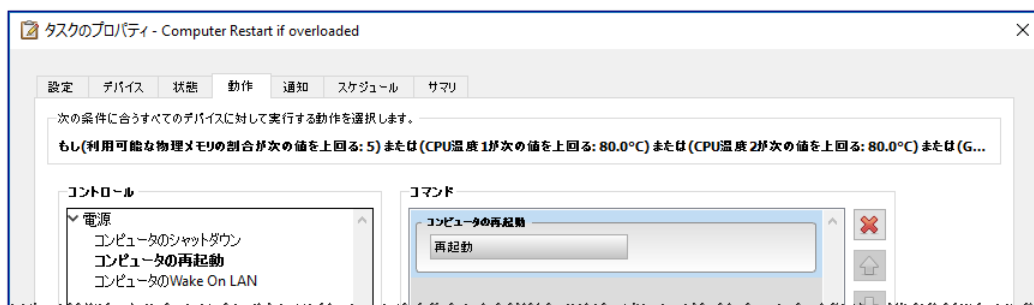 タスクのプロパティ - Computer Restart if overloaded
設定 デバイス 状態 動作 通知 スケジュール サマリ
次の条件に合うすべてのデバイスに対して実行する動作を選択します。
もし(利用可能な物理メモリの割合が次の値を上回る: 5) または(CPU温度1が次の値を上回る: 80.0°C) または(CPU温度2が次の値を上回る: 80.0°C) または(G...
コントロール
電源
コンピュータのシャットダウン
コンピュータの再起動
コンピュータのWake On LAN
コマンド
コンピュータの再起動
再起動